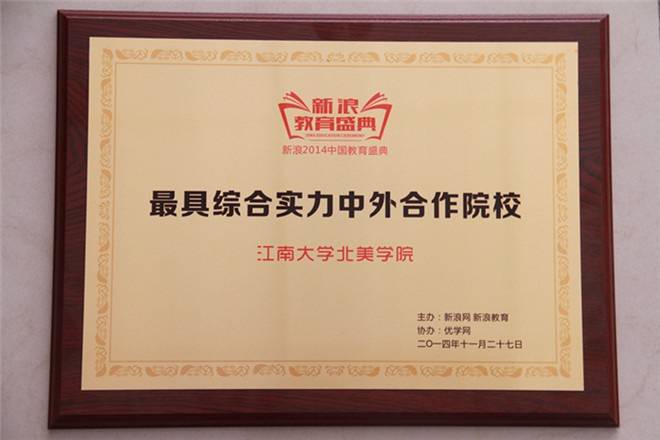 新浪
教育盛典
SINA EDUCATION CEREMONY
新浪2014中国教育盛典
最具综合实力中外合作院校
江南大学北美学院
主办：新浪网 新浪教育
协办：优学网
二〇一四年十一月二十七日